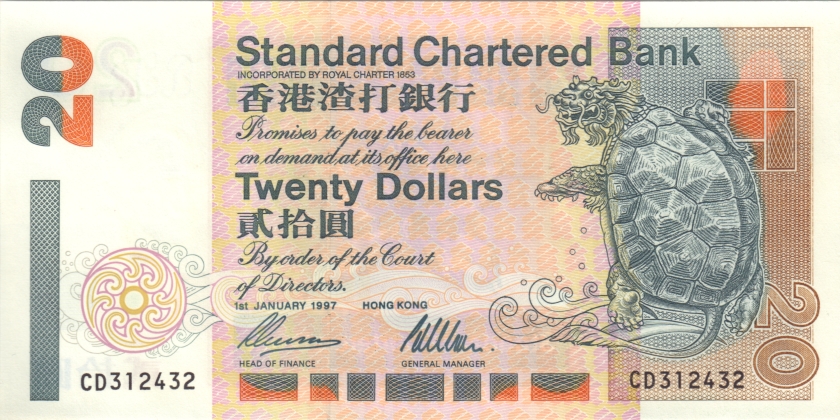 20
Standard Chartered Bank
INCORPORATED BY ROYAL CHARTER 1853
香港渣打銀行
Promises to pay the bearer
on demand at its office here
Twenty Dollars
貳拾圓
By order of the Court
of Directors.
1st JANUARY 1997 HONG KONG
HEAD OF FINANCE GENERAL MANAGER
CD312432 CD312432
20